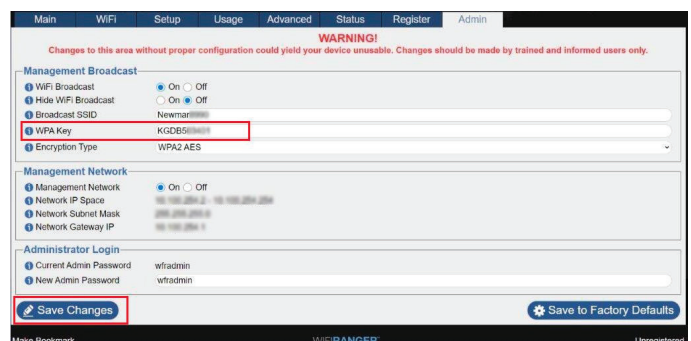 Main WiFi Setup Usage Advanced Status Register Admin
WARNING!
Changes to this area without proper configuration could yield your device unusable. Changes should be made by trained and informed users only.
Management Broadcast
WiFi Broadcast On Off
Hide WiFi Broadcast On Off
Broadcast SSID Newmar
WPA Key KGDB5
Encryption Type WPA2 AES
Management Network
Management Network On Off
Network IP Space
Network Subnet Mask
Network Gateway IP
Administrator Login
Current Admin Password wfradmin
New Admin Password wfradmin
Save Changes Save to Factory Defaults
Make Bookmark WIFIRANGER Unregistered